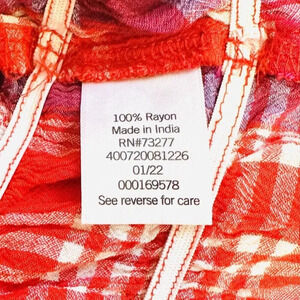 100% Rayon
Made in India
RN#73277
400720081226
01/22
000169578
See reverse for care